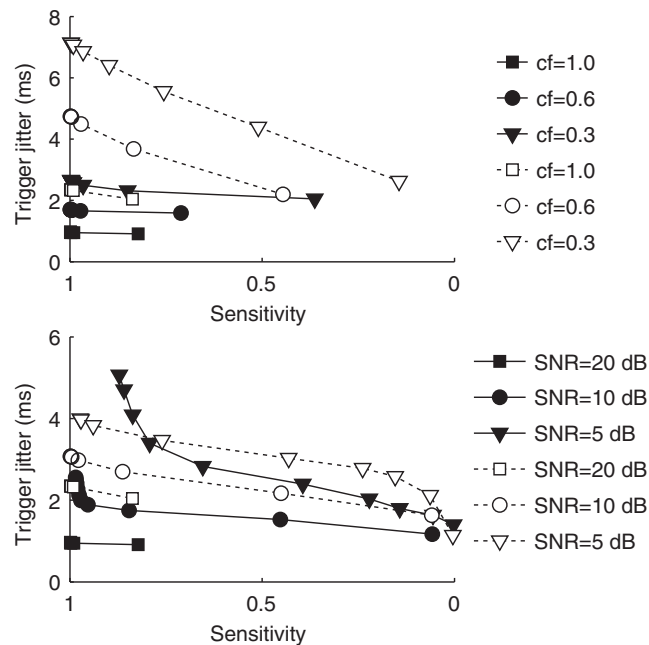 8
6
4
2
0
Trigger jitter (ms)
1
0.5
0
Sensitivity
cf=1.0
cf=0.6
cf=0.3
cf=1.0
cf=0.6
cf=0.3
6
4
2
0
Trigger jitter (ms)
1
0.5
0
Sensitivity
SNR=20 dB
SNR=10 dB
SNR=5 dB
SNR=20 dB
SNR=10 dB
SNR=5 dB